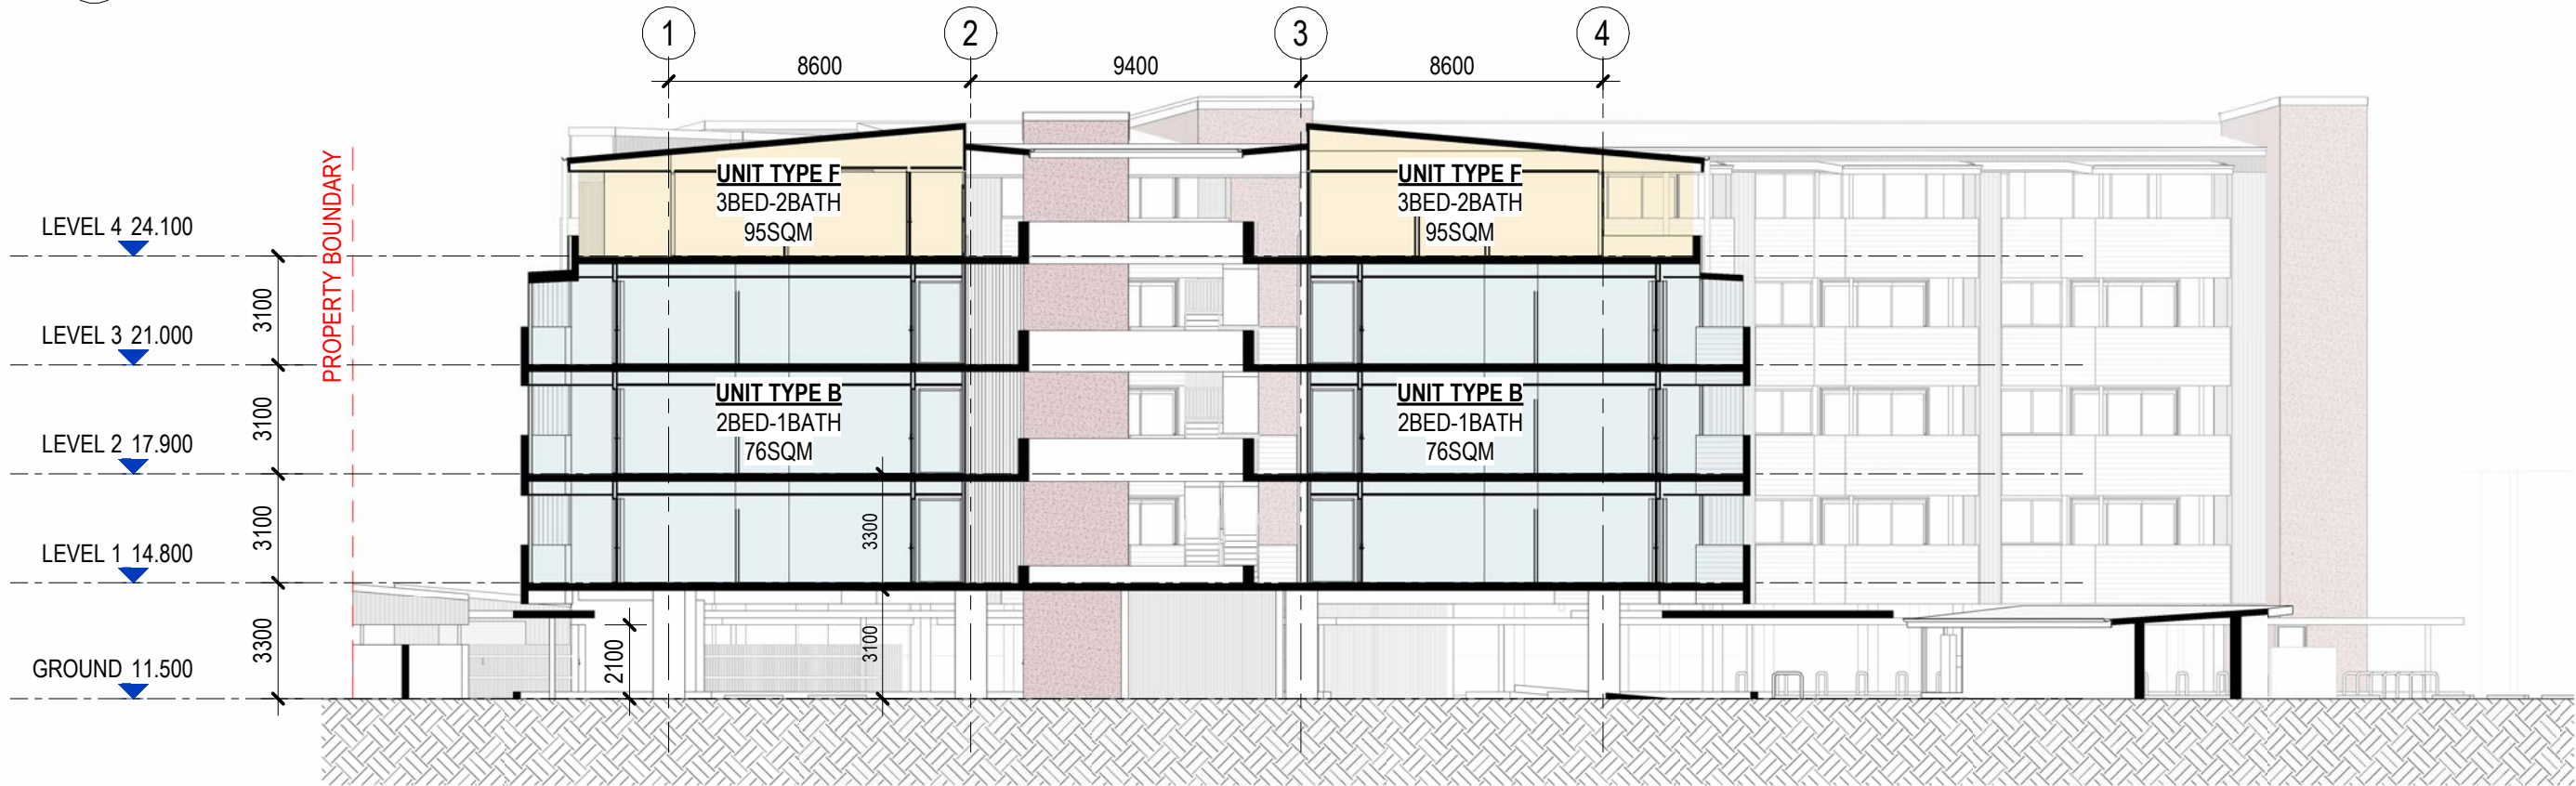 1
2
3
4
8600
9400
8600
PROPERTY BOUNDARY
UNIT TYPE F
3BED-2BATH
95SQM
UNIT TYPE F
3BED-2BATH
95SQM
LEVEL 4 24.100
3100
LEVEL 3 21.000
3100
UNIT TYPE B
2BED-1BATH
76SQM
UNIT TYPE B
2BED-1BATH
76SQM
LEVEL 2 17.900
3100
3300
LEVEL 1 14.800
3300
2100
3100
GROUND 11.500